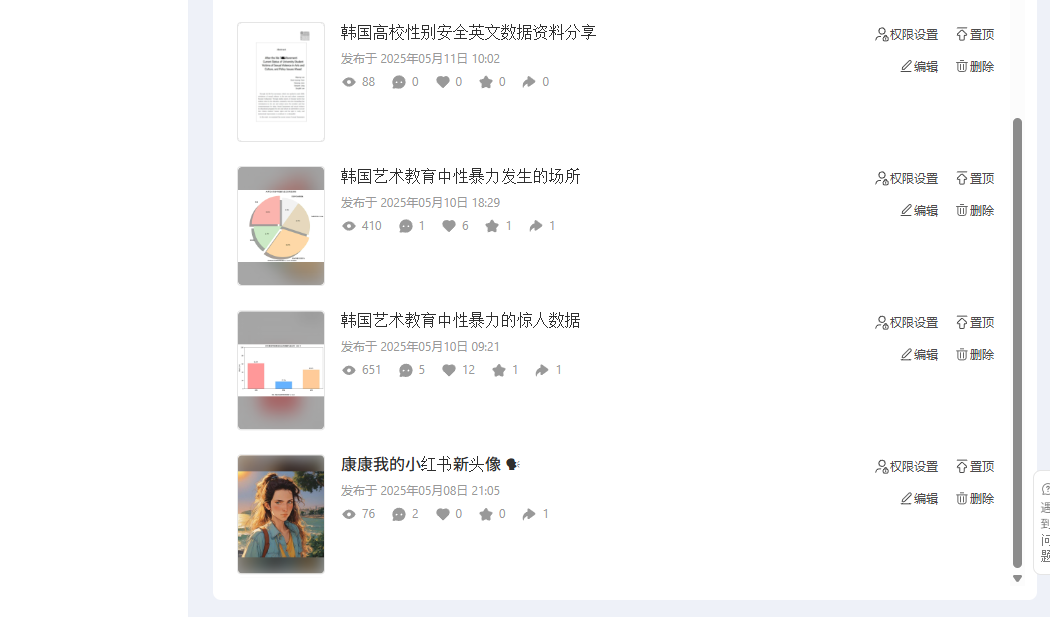 韩国高校性别安全英文数据资料分享
权限设置 置顶
发布于 2025年05月11日 10:02
编辑 删除
88 0 0 0 0
韩国艺术教育中性暴力发生的场所
权限设置 置顶
发布于 2025年05月10日 18:29
编辑 删除
410 1 6 1 1
韩国艺术教育中性暴力的惊人数据
权限设置 置顶
发布于 2025年05月10日 09:21
编辑 删除
651 5 12 1 1
康康我的小红书新头像 🗣
权限设置 置顶
发布于 2025年05月08日 21:05
编辑 删除
76 2 0 0 1
遇
到
问
题